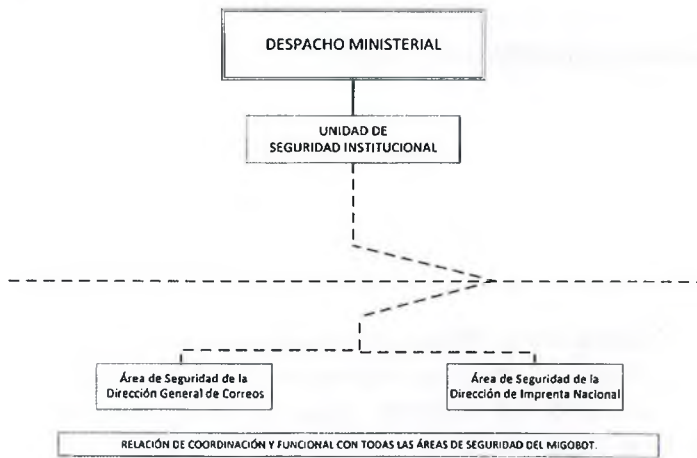 DESPACHO MINISTERIAL
UNIDAD DE
SEGURIDAD INSTITUCIONAL
Área de Seguridad de la
Dirección General de Correos
Área de Seguridad de la
Dirección de Imprenta Nacional
RELACIÓN DE COORDINACIÓN Y FUNCIONAL CON TODAS LAS ÁREAS DE SEGURIDAD DEL MIGOBDT.